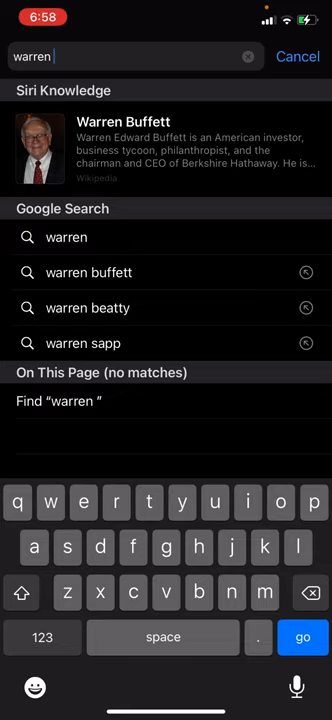 6:58
warren
Cancel
Siri Knowledge
Warren Buffett
Warren Edward Buffett is an American investor,
business tycoon, philanthropist, and the
chairman and CEO of Berkshire Hathaway. He is...
Wikipedia
Google Search
warren
warren buffett
warren beatty
warren sapp
On This Page (no matches)
Find “warren ”
q w e r t y u i o p
a s d f g h j k l
z x c v b n m
123 space . go